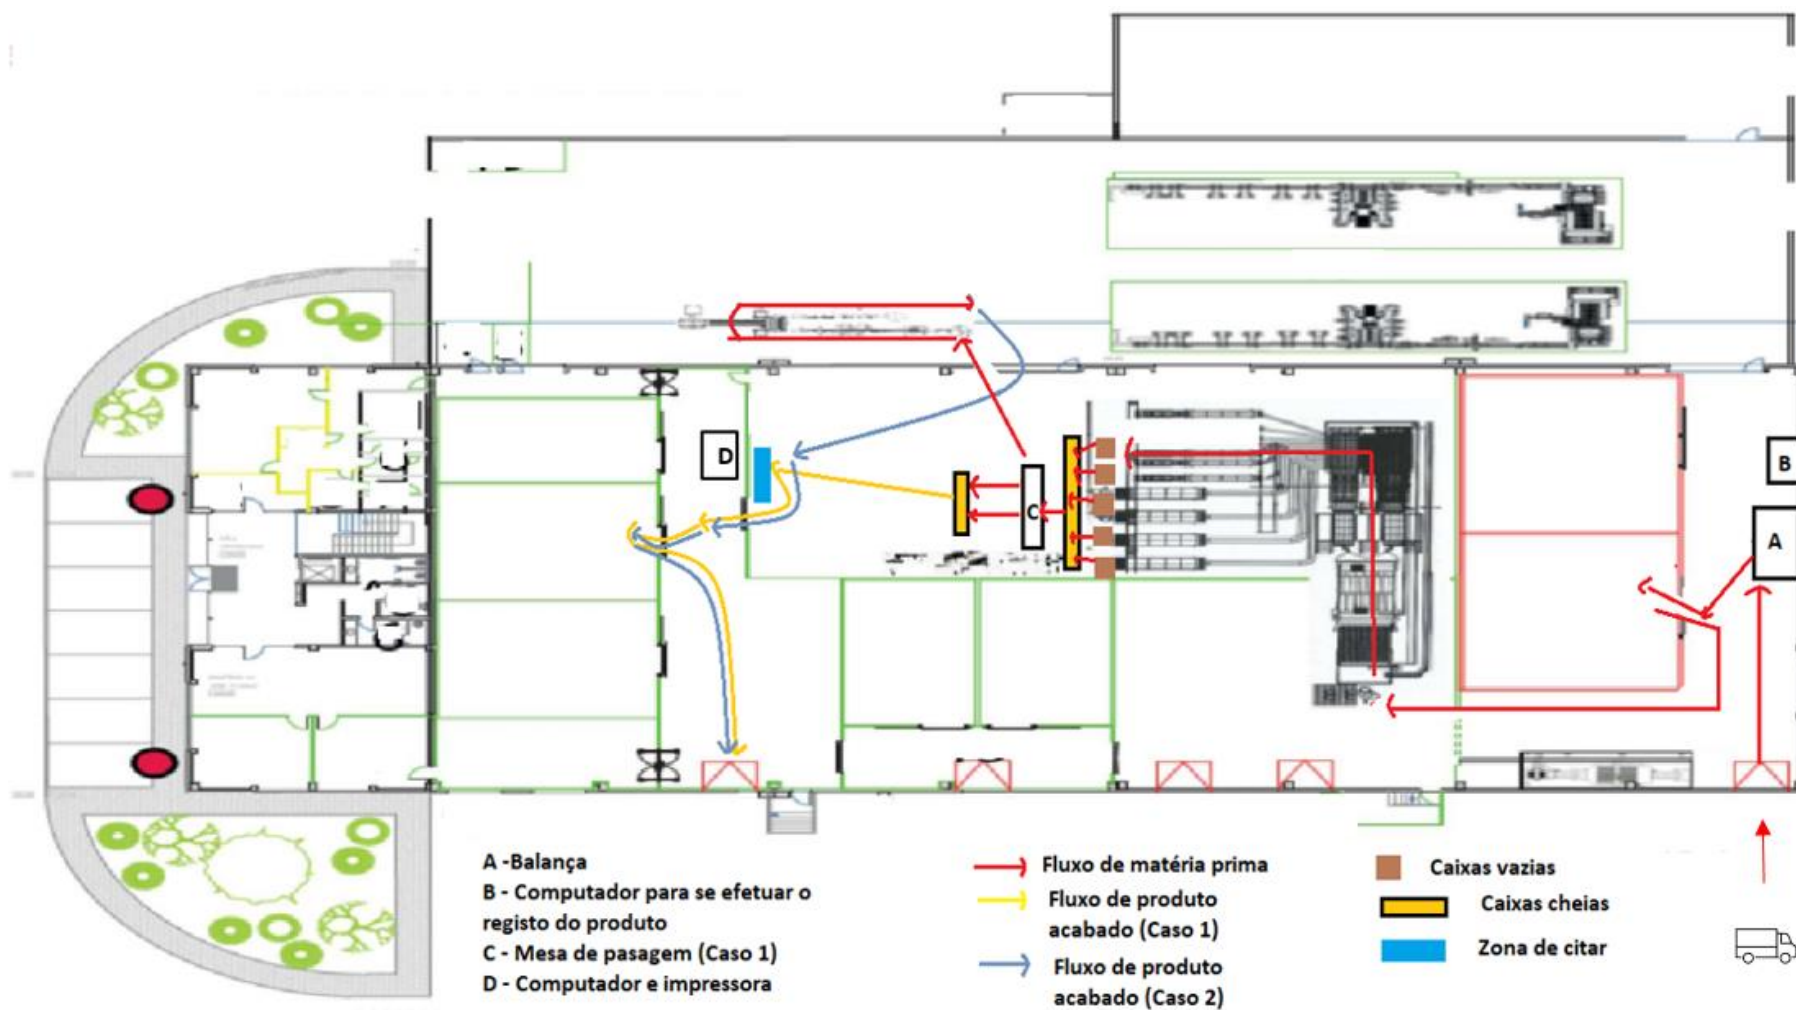 D
C
B
A
A -Balança
B - Computador para se efetuar o
registo do produto
C - Mesa de pasagem (Caso 1)
D - Computador e impressora
Fluxo de matéria prima
Fluxo de produto
acabado (Caso 1)
Fluxo de produto
acabado (Caso 2)
Caixas vazias
Caixas cheias
Zona de citar